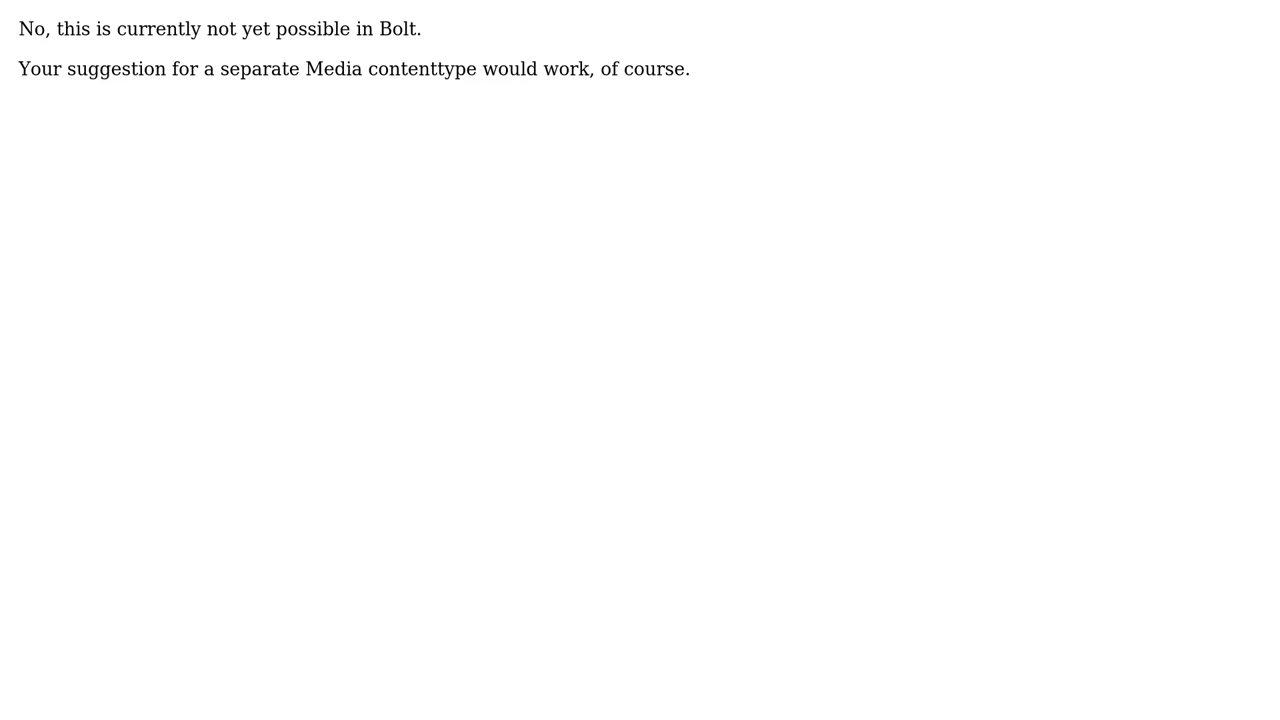 No, this is currently not yet possible in Bolt.
Your suggestion for a separate Media contenttype would work, of course.